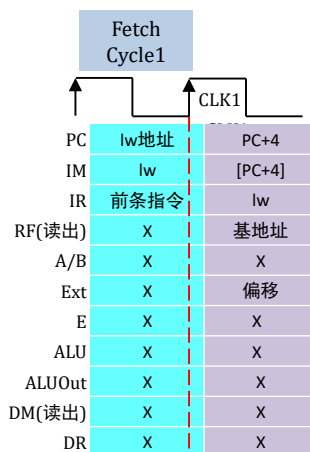 Fetch
Cycle1
CLK1
PC lw地址 PC+4
IM lw [PC+4]
IR 前条指令 lw
RF(读出) X 基地址
A/B X X
Ext X 偏移
E X X
ALU X X
ALUOut X X
DM(读出) X X
DR X X